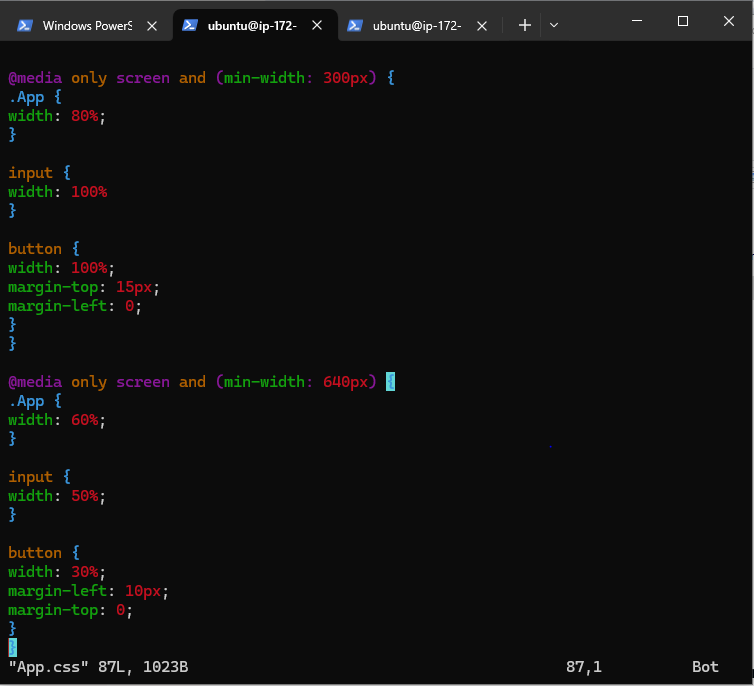 Windows PowerS
ubuntu@ip-172-
ubuntu@ip-172-
@media only screen and (min-width: 300px) {
.App {
width: 80%;
}
input {
width: 100%
}
button {
width: 100%;
margin-top: 15px;
margin-left: 0;
}
}
@media only screen and (min-width: 640px) {
.App {
width: 60%;
}
input {
width: 50%;
}
button {
width: 30%;
margin-left: 10px;
margin-top: 0;
}
}
"App.css" 87L, 1023B 87,1 Bot